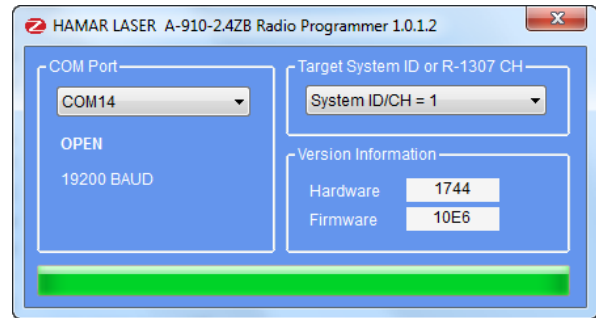 HAMAR LASER A-910-2.4ZB Radio Programmer 1.0.1.2
COM Port
COM14
OPEN
19200 BAUD
Target System ID or R-1307 CH
System ID/CH = 1
Version Information
Hardware 1744
Firmware 10E6